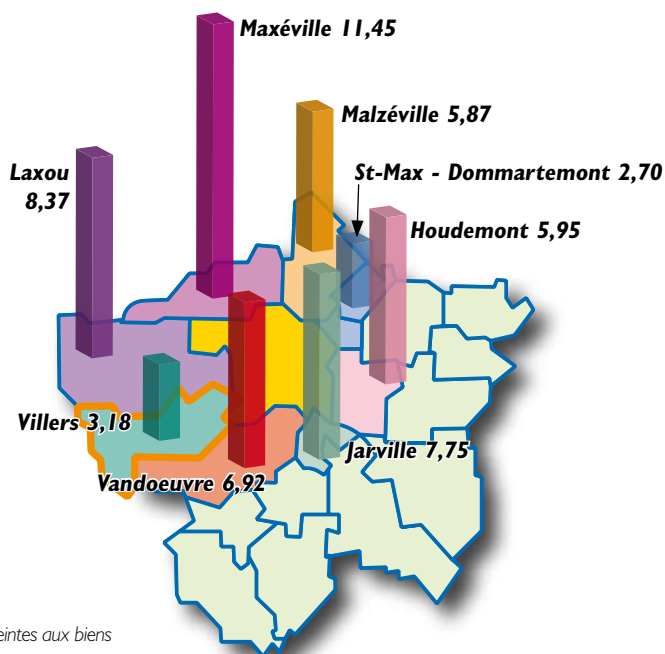 Maxéville 11,45
Malzéville 5,87
Laxou
8,37
St-Max - Dommartemont 2,70
Houdemont 5,95
Villers 3,18
Jarville 7,75
Vandoeuvre 6,92
aux biens